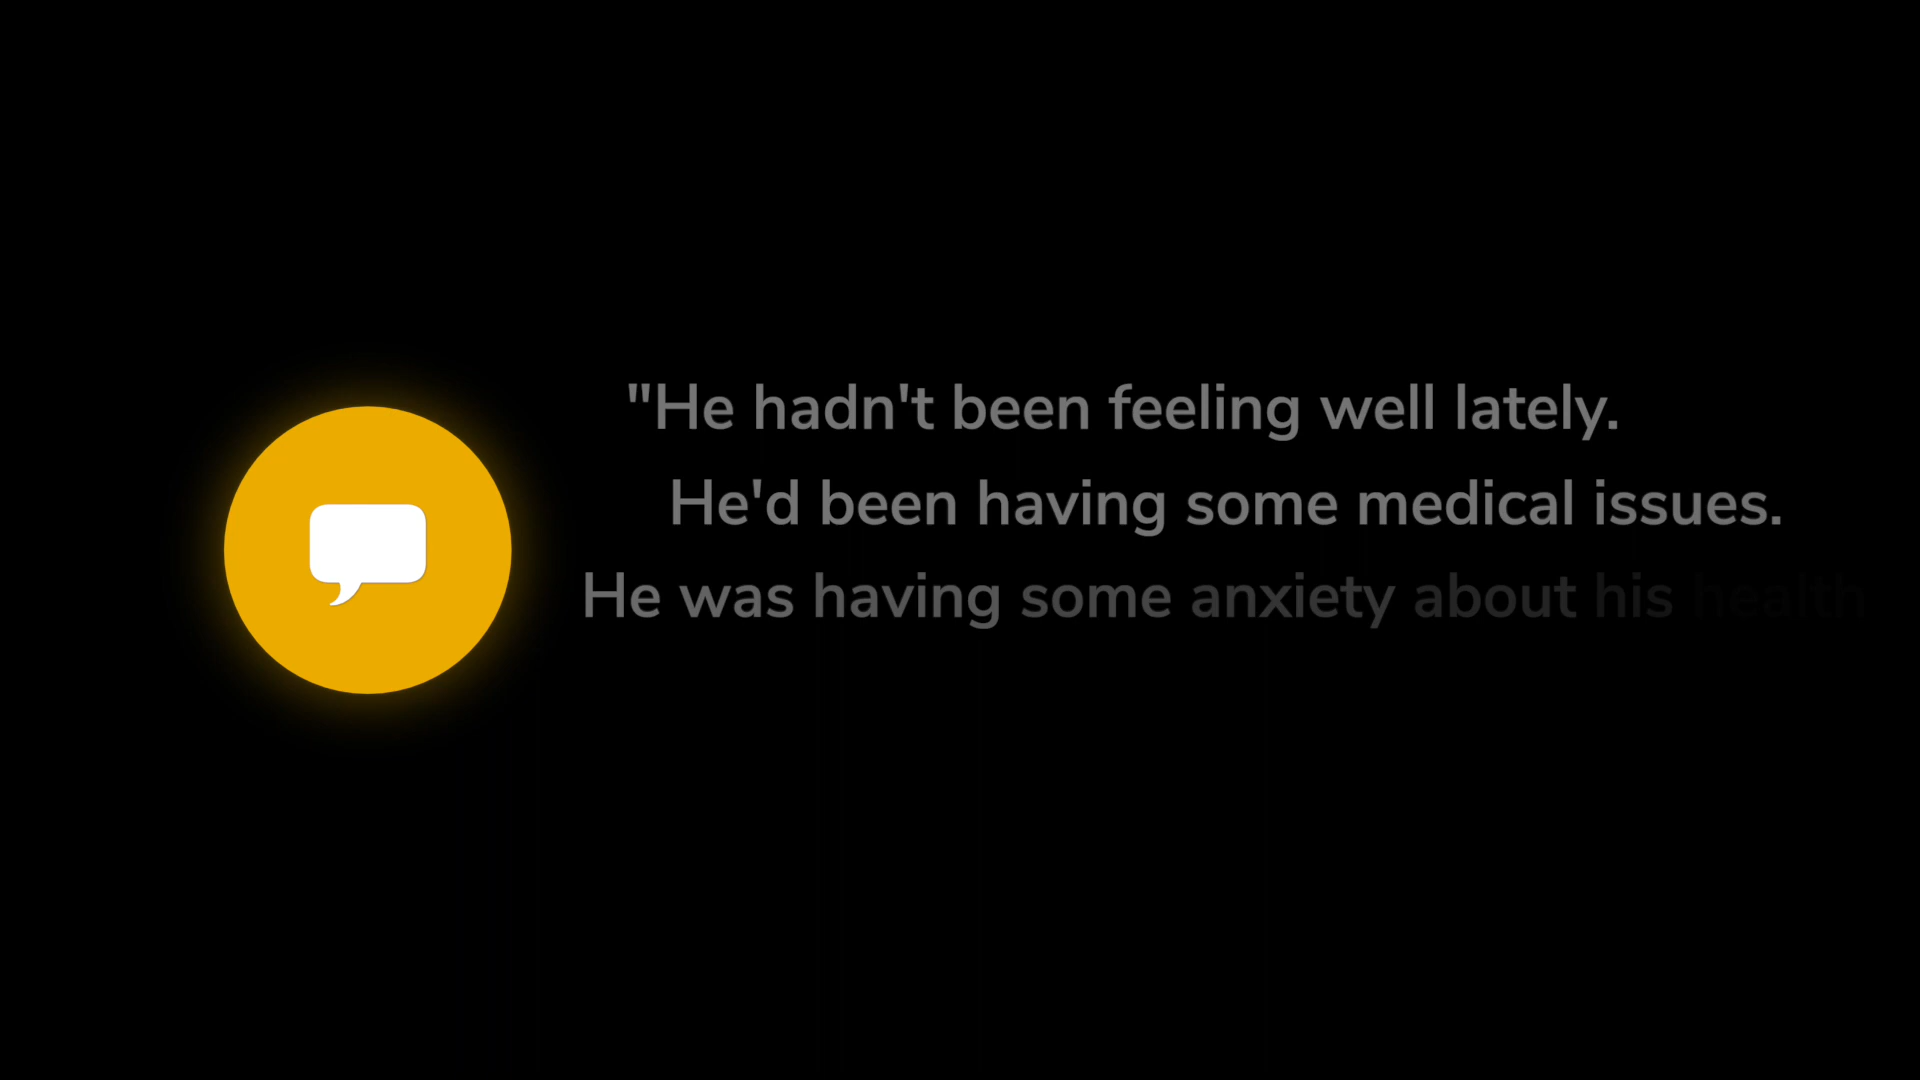 "He hadn't been feeling well lately.
He'd been having some medical issues.
He was having some anxiety about his health